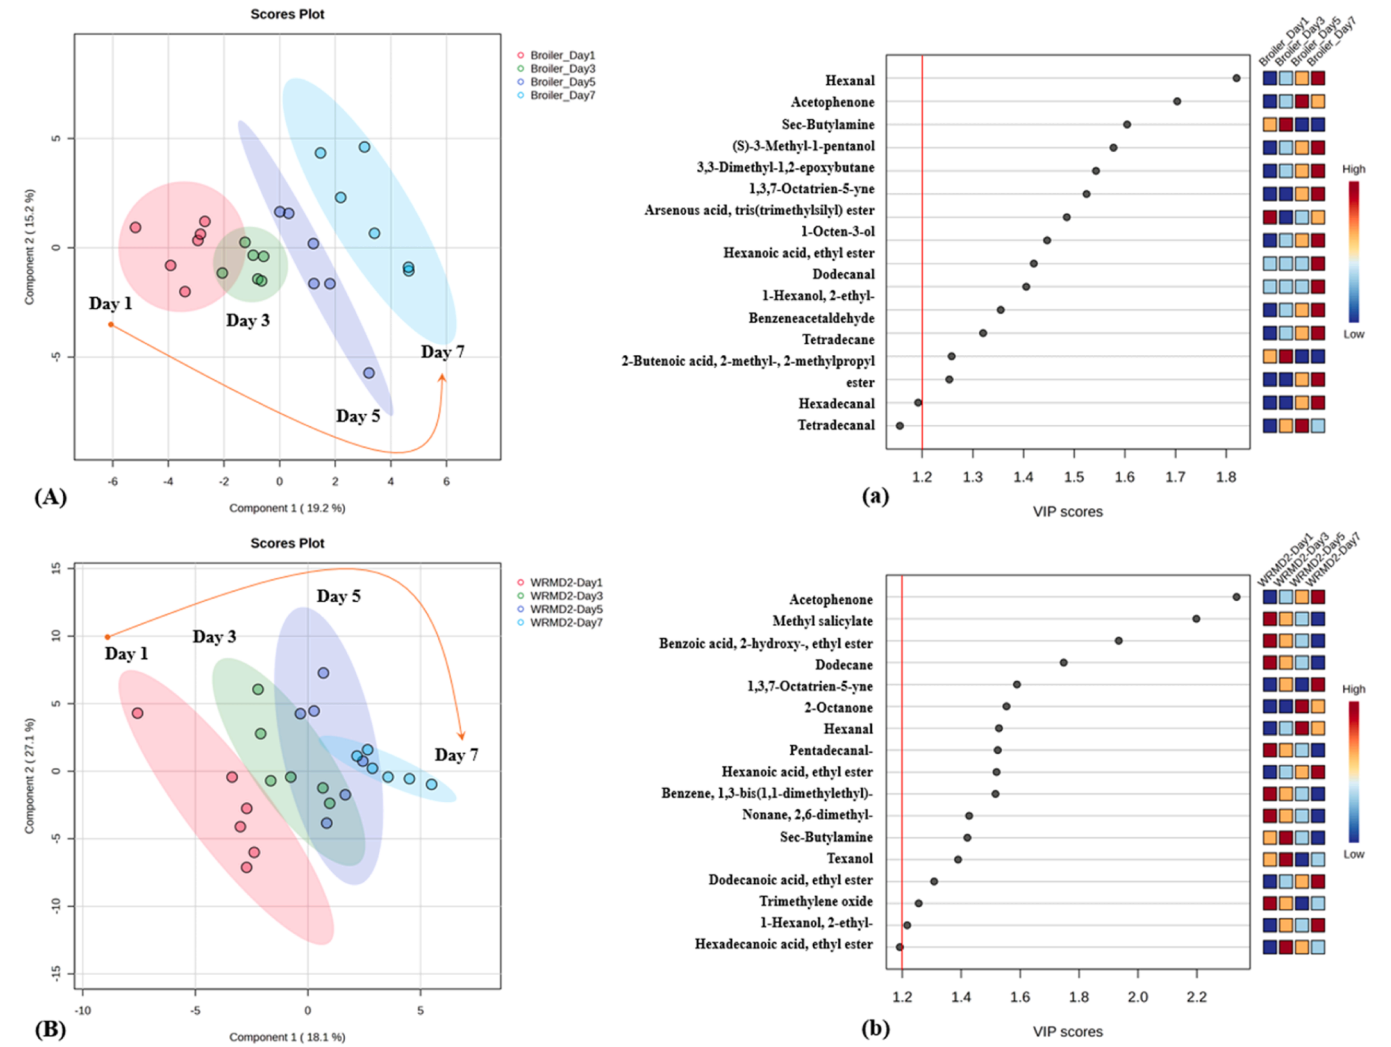 Scores Plot
Broiler_Day1
Broiler_Day3
Broiler_Day5
Broiler_Day7
5
0
-5
Component 2 ( 15.2 %)
Day 1
Day 3
Day 5
Day 7
-6
-4
-2
0
2
4
6
Component 1 ( 19.2 %)
(A)
Broiler_Day1
Broiler_Day3
Broiler_Day5
Broiler_Day7
Hexanal
Acetophenone
Sec-Butylamine
(S)-3-Methyl-1-pentanol
3,3-Dimethyl-1,2-epoxybutane
1,3,7-Octatrien-5-yne
Arsenous acid, tris(trimethylsilyl) ester
1-Octen-3-ol
Hexanoic acid, ethyl ester
Dodecanal
1-Hexanol, 2-ethyl-
Benzeneacetaldehyde
Tetradecane
2-Butenoic acid, 2-methyl-, 2-methylpropyl
ester
Hexadecanal
Tetradecanal
High
Low
1.2
1.3
1.4
1.5
1.6
1.7
1.8
VIP scores
(a)
Scores Plot
WRMD2-Day1
WRMD2-Day3
WRMD2-Day5
WRMD2-Day7
15
10
5
0
-5
-10
-15
Component 2 ( 27.1 %)
Day 1
Day 3
Day 5
Day 7
-10
-5
0
5
Component 1 ( 18.1 %)
(B)
WRMD2-Day1
WRMD2-Day3
WRMD2-Day5
WRMD2-Day7
Acetophenone
Methyl salicylate
Benzoic acid, 2-hydroxy-, ethyl ester
Dodecane
1,3,7-Octatrien-5-yne
2-Octanone
Hexanal
Pentadecanal-
Hexanoic acid, ethyl ester
Benzene, 1,3-bis(1,1-dimethylethyl)-
Nonane, 2,6-dimethyl-
Sec-Butylamine
Texanol
Dodecanoic acid, ethyl ester
Trimethylene oxide
1-Hexanol, 2-ethyl-
Hexadecanoic acid, ethyl ester
High
Low
1.2
1.4
1.6
1.8
2.0
2.2
VIP scores
(b)